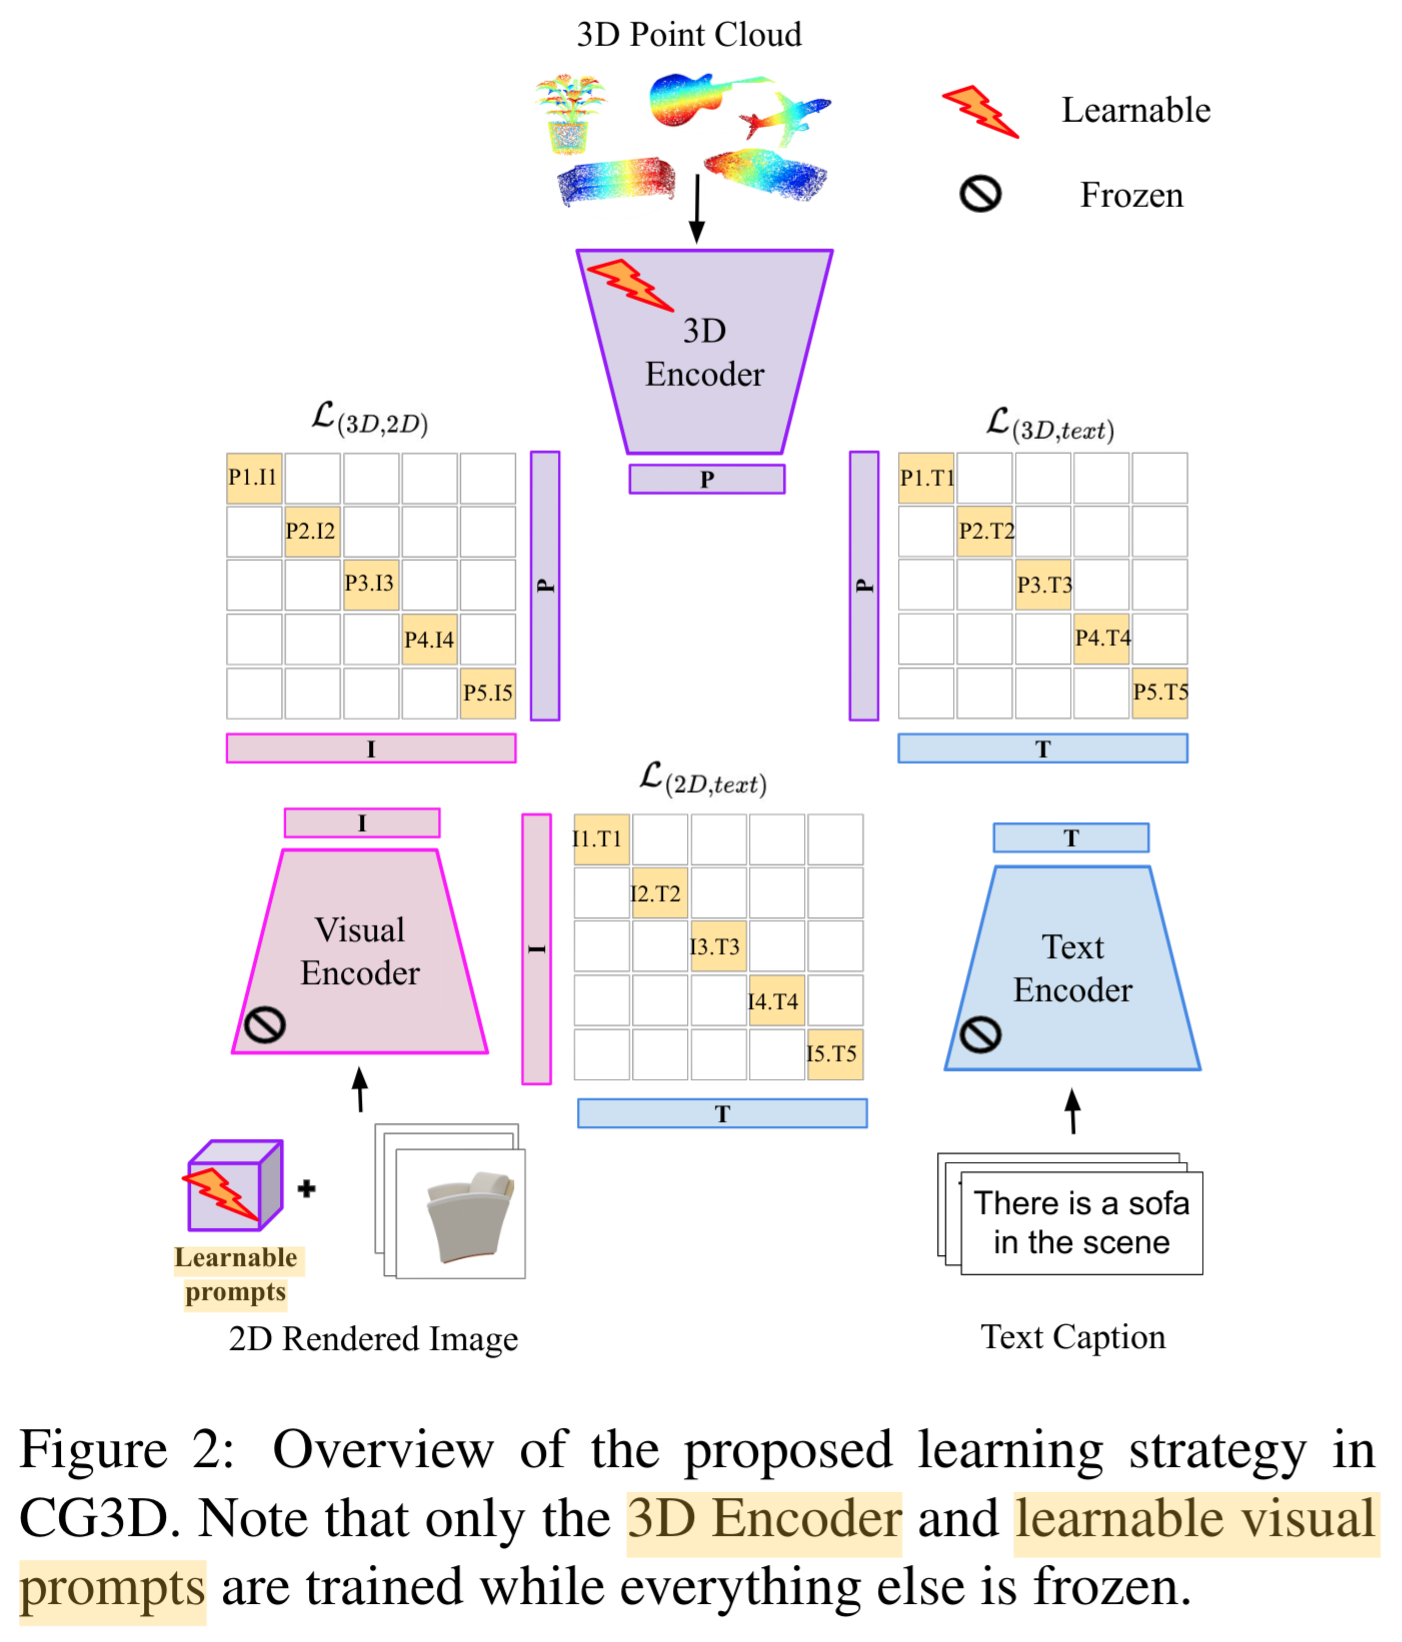 3D Point Cloud
Learnable
Frozen
3D
Encoder
P
ℒ(3D,2D)
P1.I1
P2.I2
P3.I3
P4.I4
P5.I5
P
I
ℒ(3D,text)
P
P1.T1
P2.T2
P3.T3
P4.T4
P5.T5
T
I
Visual
Encoder
ℒ(2D,text)
I
I1.T1
I2.T2
I3.T3
I4.T4
I5.T5
T
T
Text
Encoder
Learnable
prompts
2D Rendered Image
There is a sofa
in the scene
Text Caption
Figure 2: Overview of the proposed learning strategy in
CG3D. Note that only the 3D Encoder and learnable visual
prompts are trained while everything else is frozen.